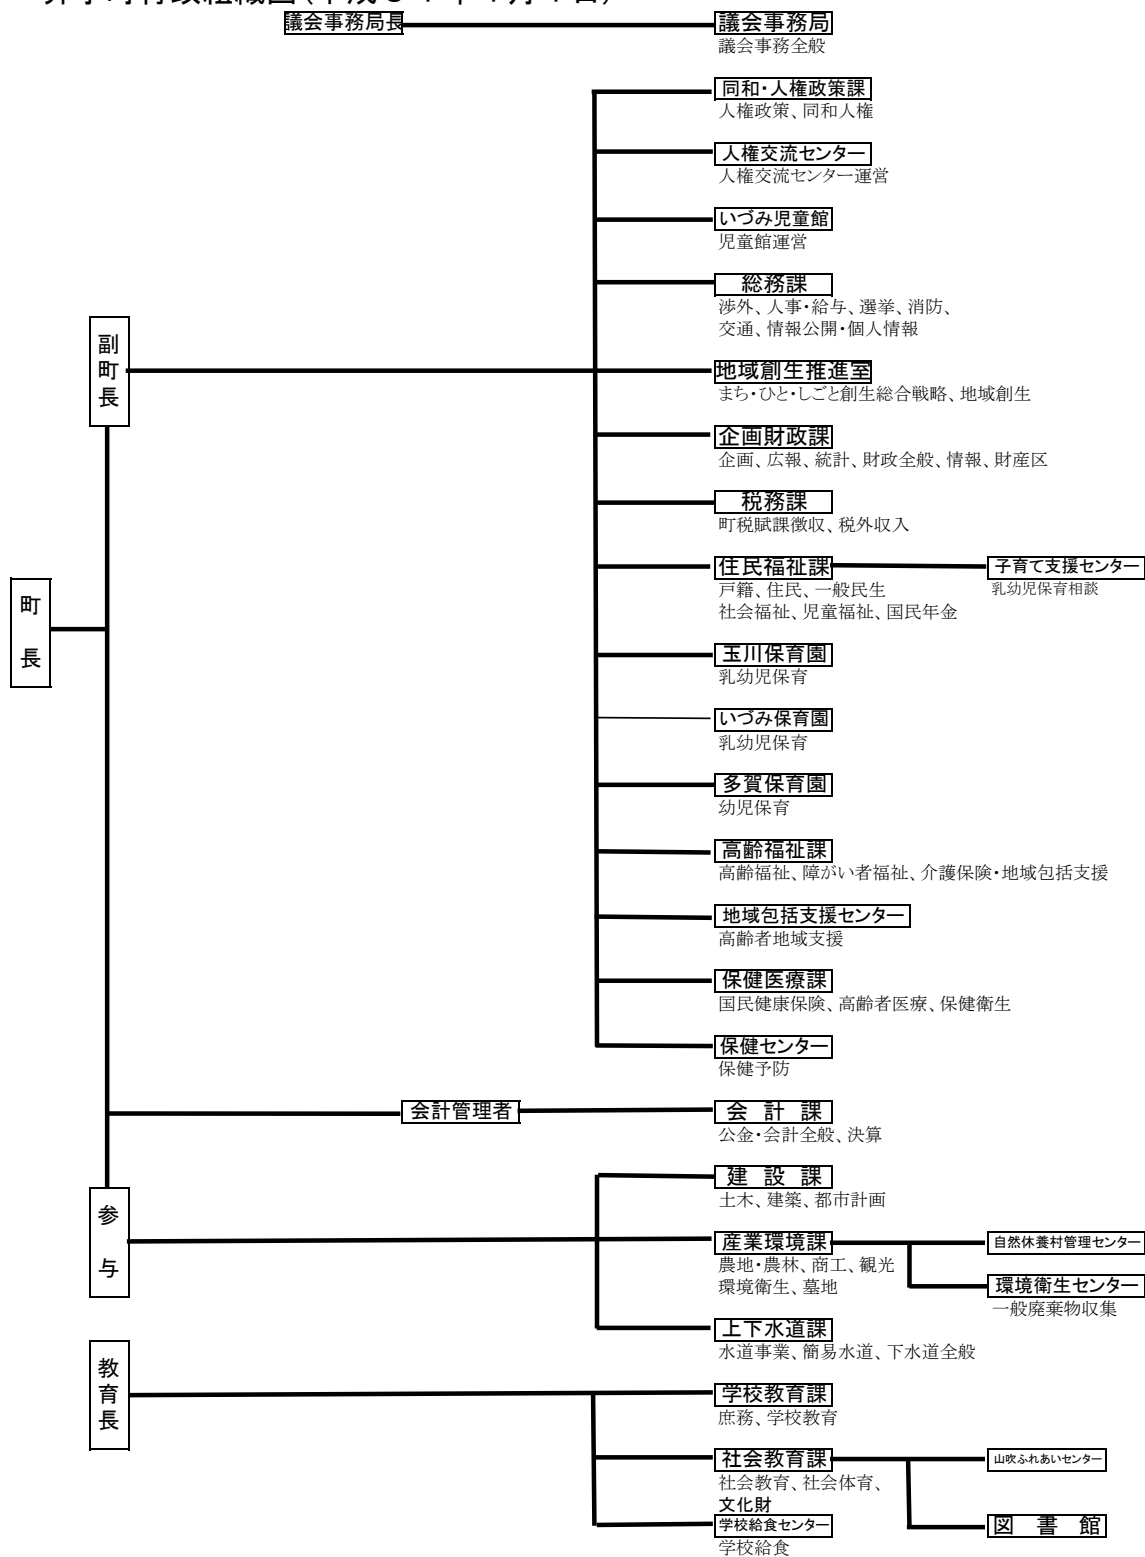 議会事務局長
議会事務局
議会事務全般
同和・人権政策課
人権政策、同和人権
人権交流センター
人権交流センター運営
いづみ児童館
児童館運営
総務課
渉外、人事・給与、選挙、消防、
交通、情報公開・個人情報
副町長
地域創生推進室
まち・ひと・しごと創生総合戦略、地域創生
企画財政課
企画、広報、統計、財政全般、情報、財産区
税務課
町税賦課徴収、税外収入
住民福祉課
戸籍、住民、一般民生
社会福祉、児童福祉、国民年金
子育て支援センター
乳幼児保育相談
町長
玉川保育園
乳幼児保育
いづみ保育園
乳幼児保育
多賀保育園
幼児保育
高齢福祉課
高齢福祉、障がい者福祉、介護保険・地域包括支援
地域包括支援センター
高齢者地域支援
保健医療課
国民健康保険、高齢者医療、保健衛生
保健センター
保健予防
会計管理者
会計課
公金・会計全般、決算
参与
建設課
土木、建築、都市計画
産業環境課
農地・農林、商工、観光
環境衛生、墓地
自然休養村管理センター
環境衛生センター
一般廃棄物収集
上下水道課
水道事業、簡易水道、下水道全般
教育長
学校教育課
庶務、学校教育
社会教育課
社会教育、社会体育、
文化財
山吹ふれあいセンター
図書館
学校給食センター
学校給食